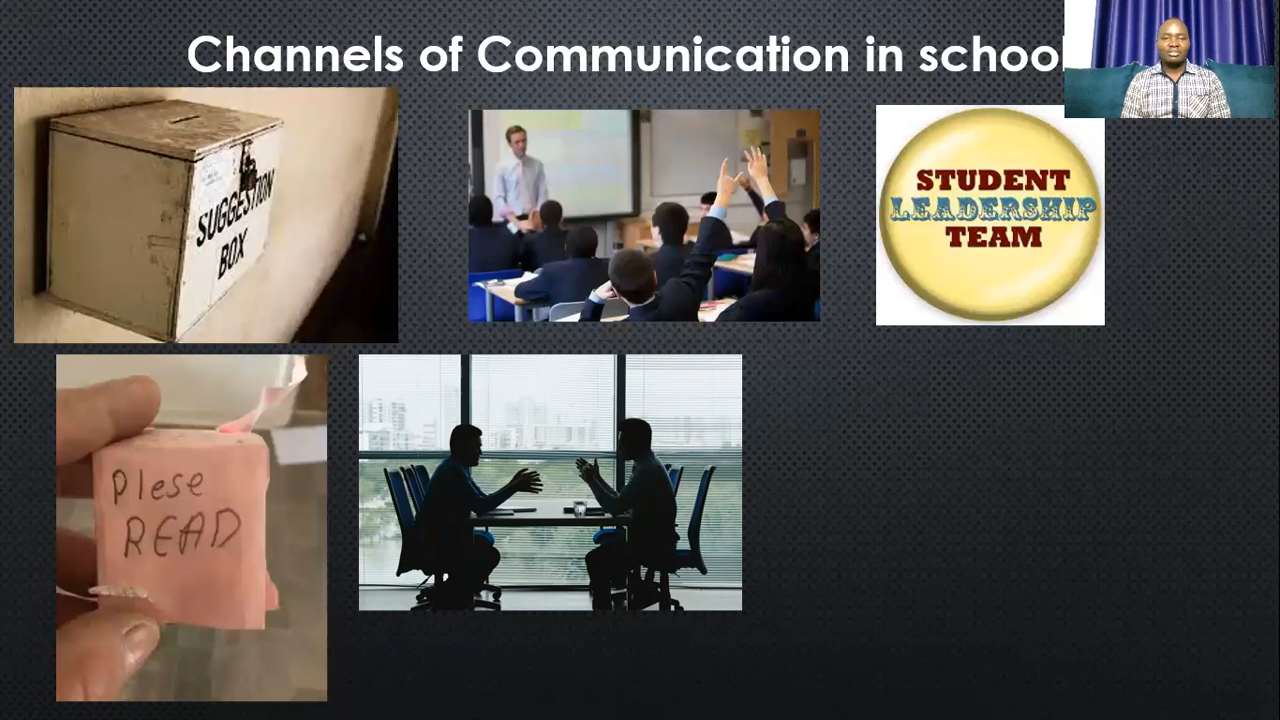 Channels of Communication in school
SUGGESTION
BOX
STUDENT
LEADERSHIP
TEAM
Plese
READ